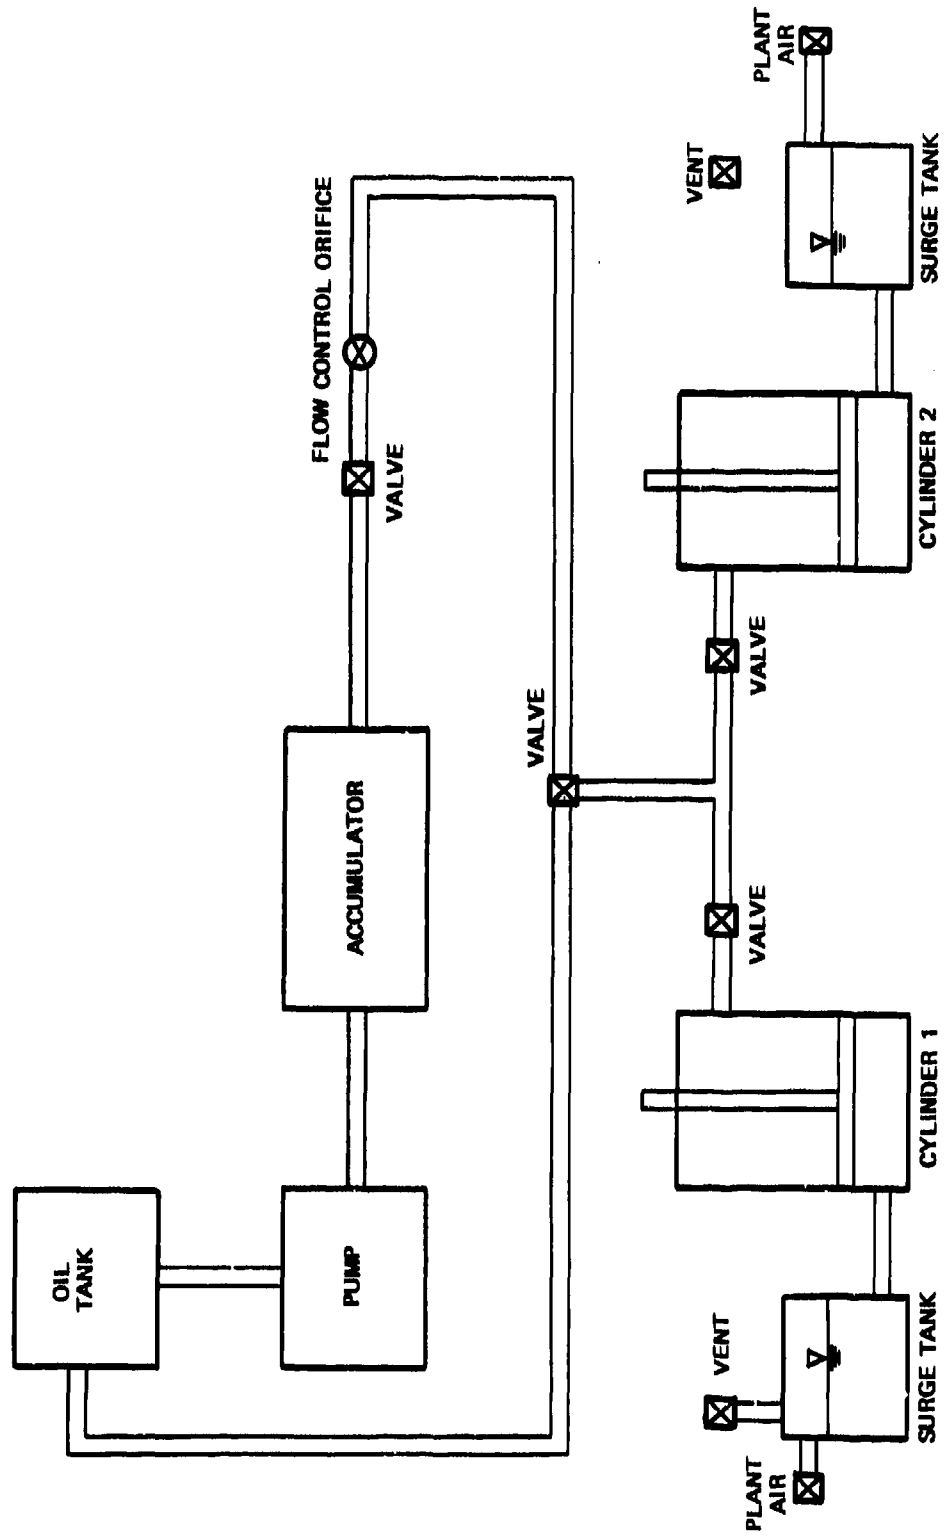 OIL
TANK
PUMP
ACCUMULATOR
FLOW CONTROL ORIFICE
VALVE
VALVE
VALVE
VALVE
PLANT
AIR
VENT
SURGE TANK
CYLINDER 1
CYLINDER 2
VENT
PLANT
AIR
SURGE TANK